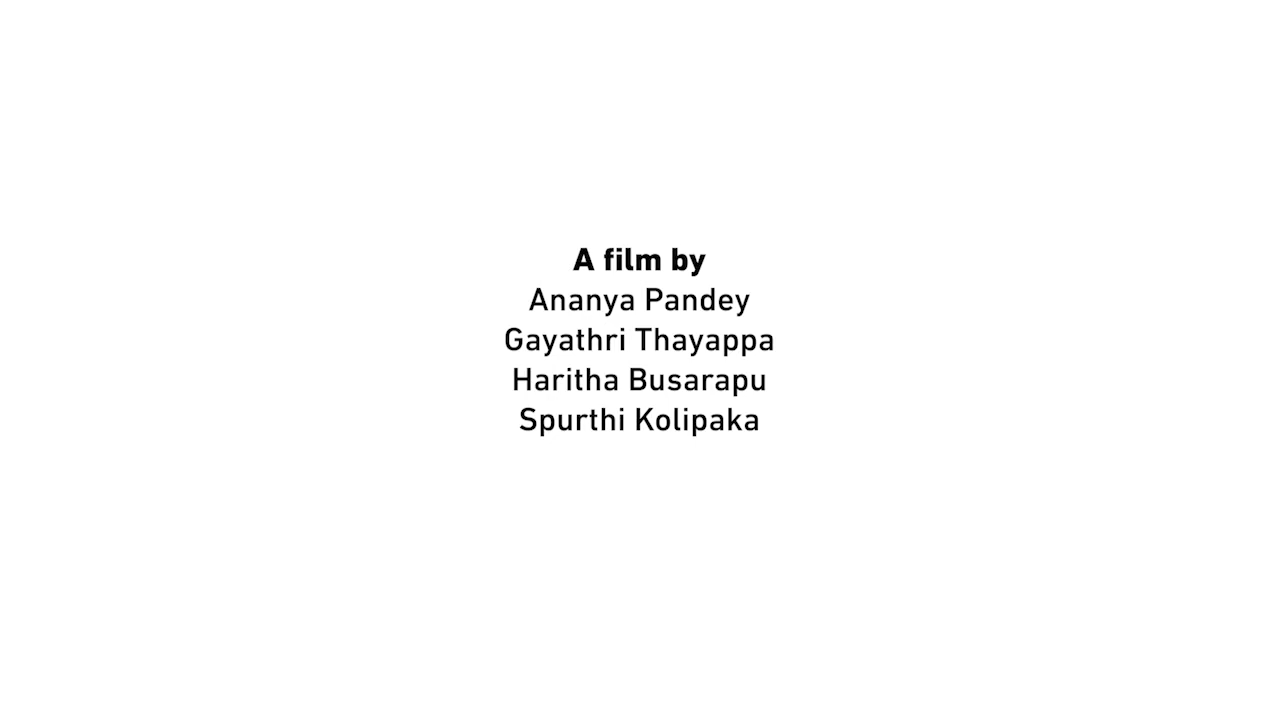 A film by
Ananya Pandey
Gayathri Thayappa
Haritha Busarapu
Spurthi Kolipaka